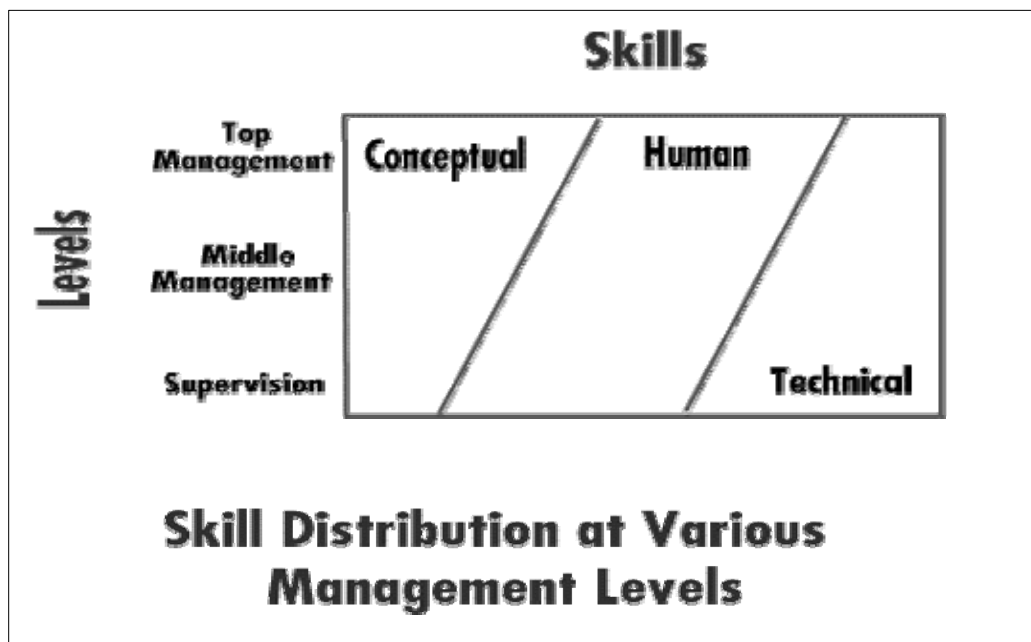 Skills
Top
Management
Conceptual
Human
Levels
Middle
Management
Supervision
Technical
Skill Distribution at Various
Management Levels